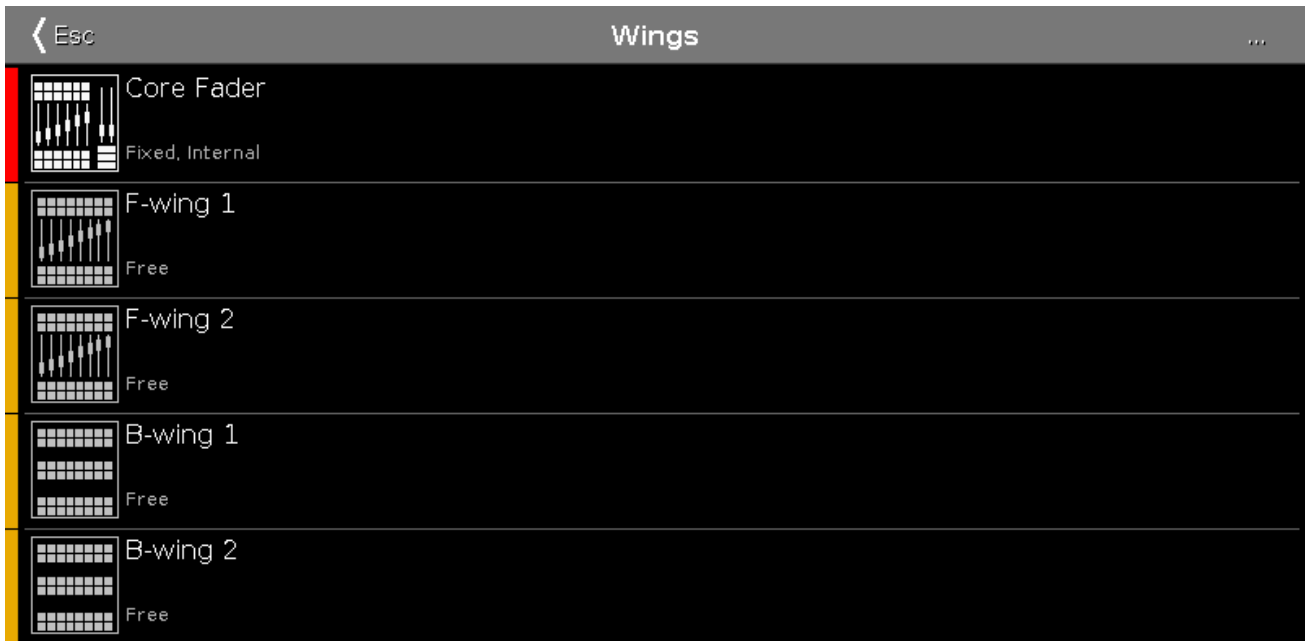 Esc
Wings
...
Core Fader
Fixed, Internal
F-wing 1
Free
F-wing 2
Free
B-wing 1
Free
B-wing 2
Free